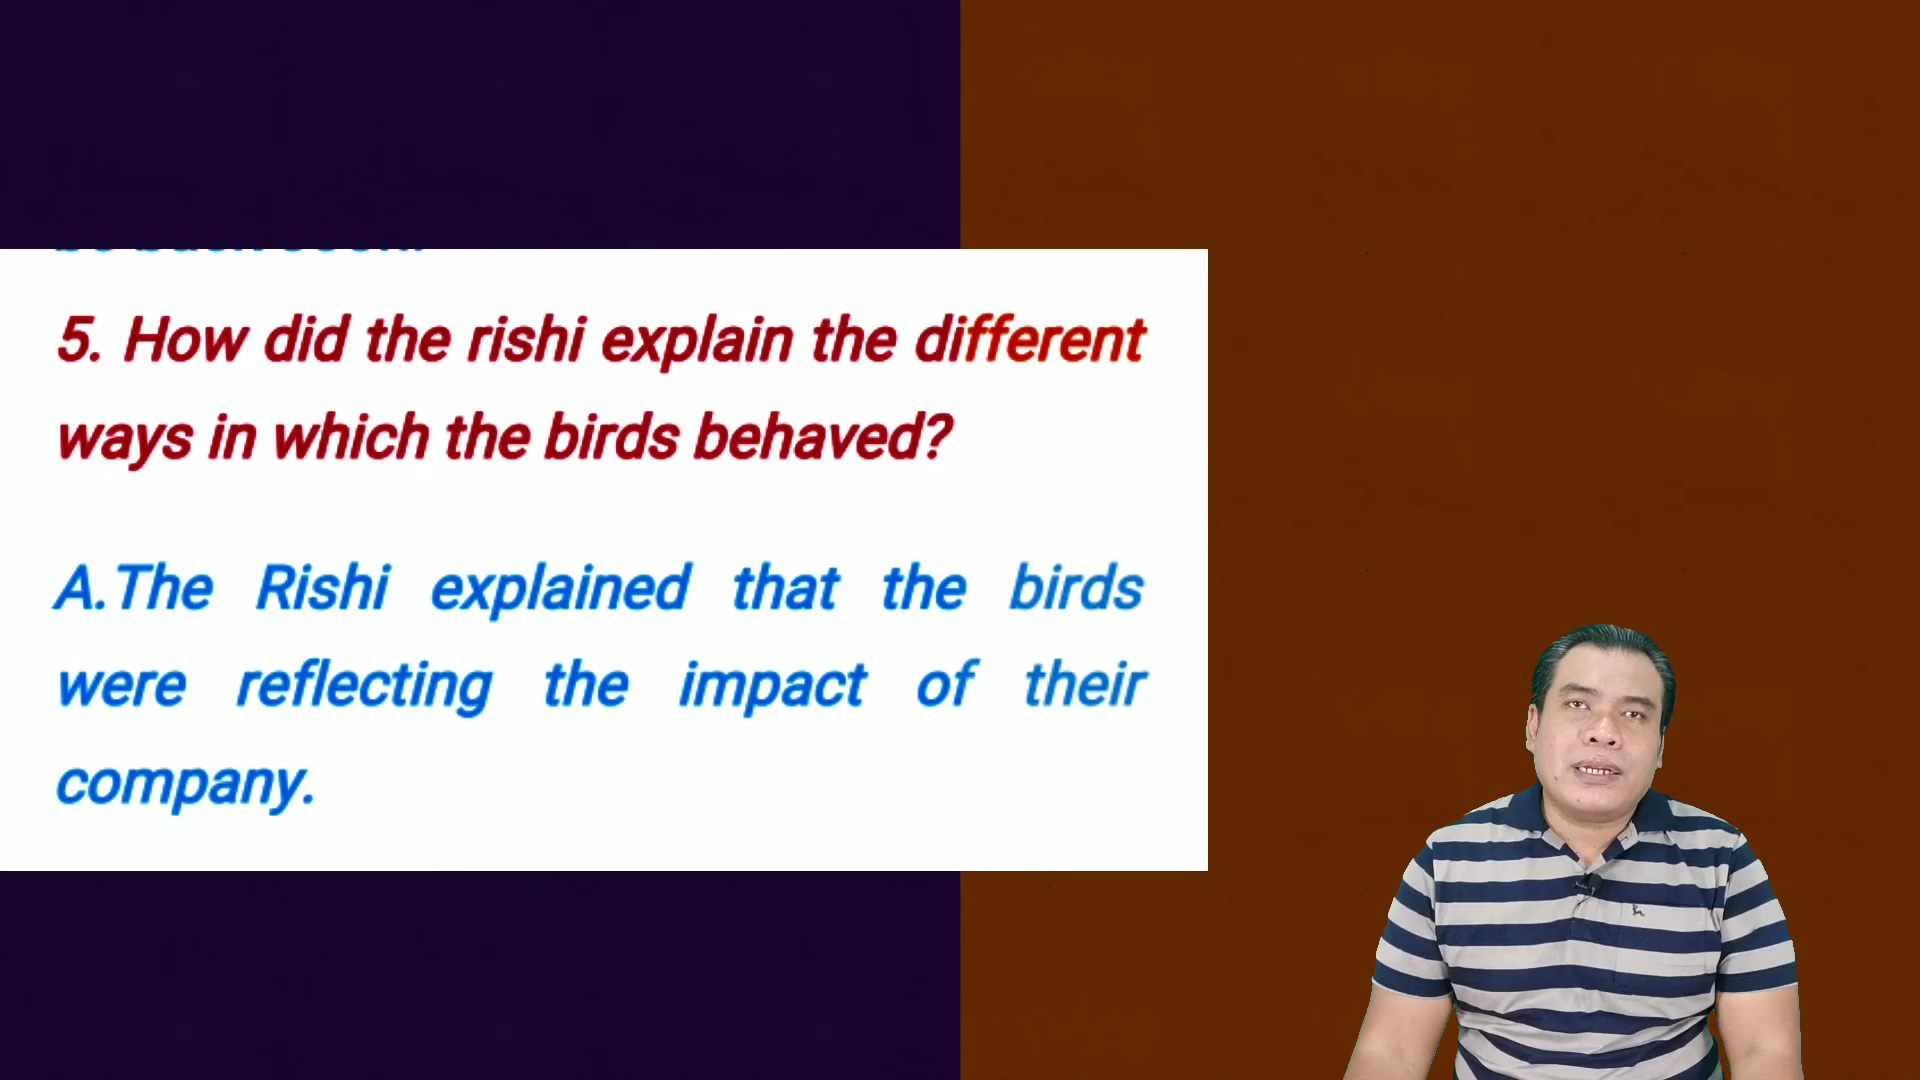 5. How did the rishi explain the different
ways in which the birds behaved?
A.The Rishi explained that the birds
were reflecting the impact of their
company.